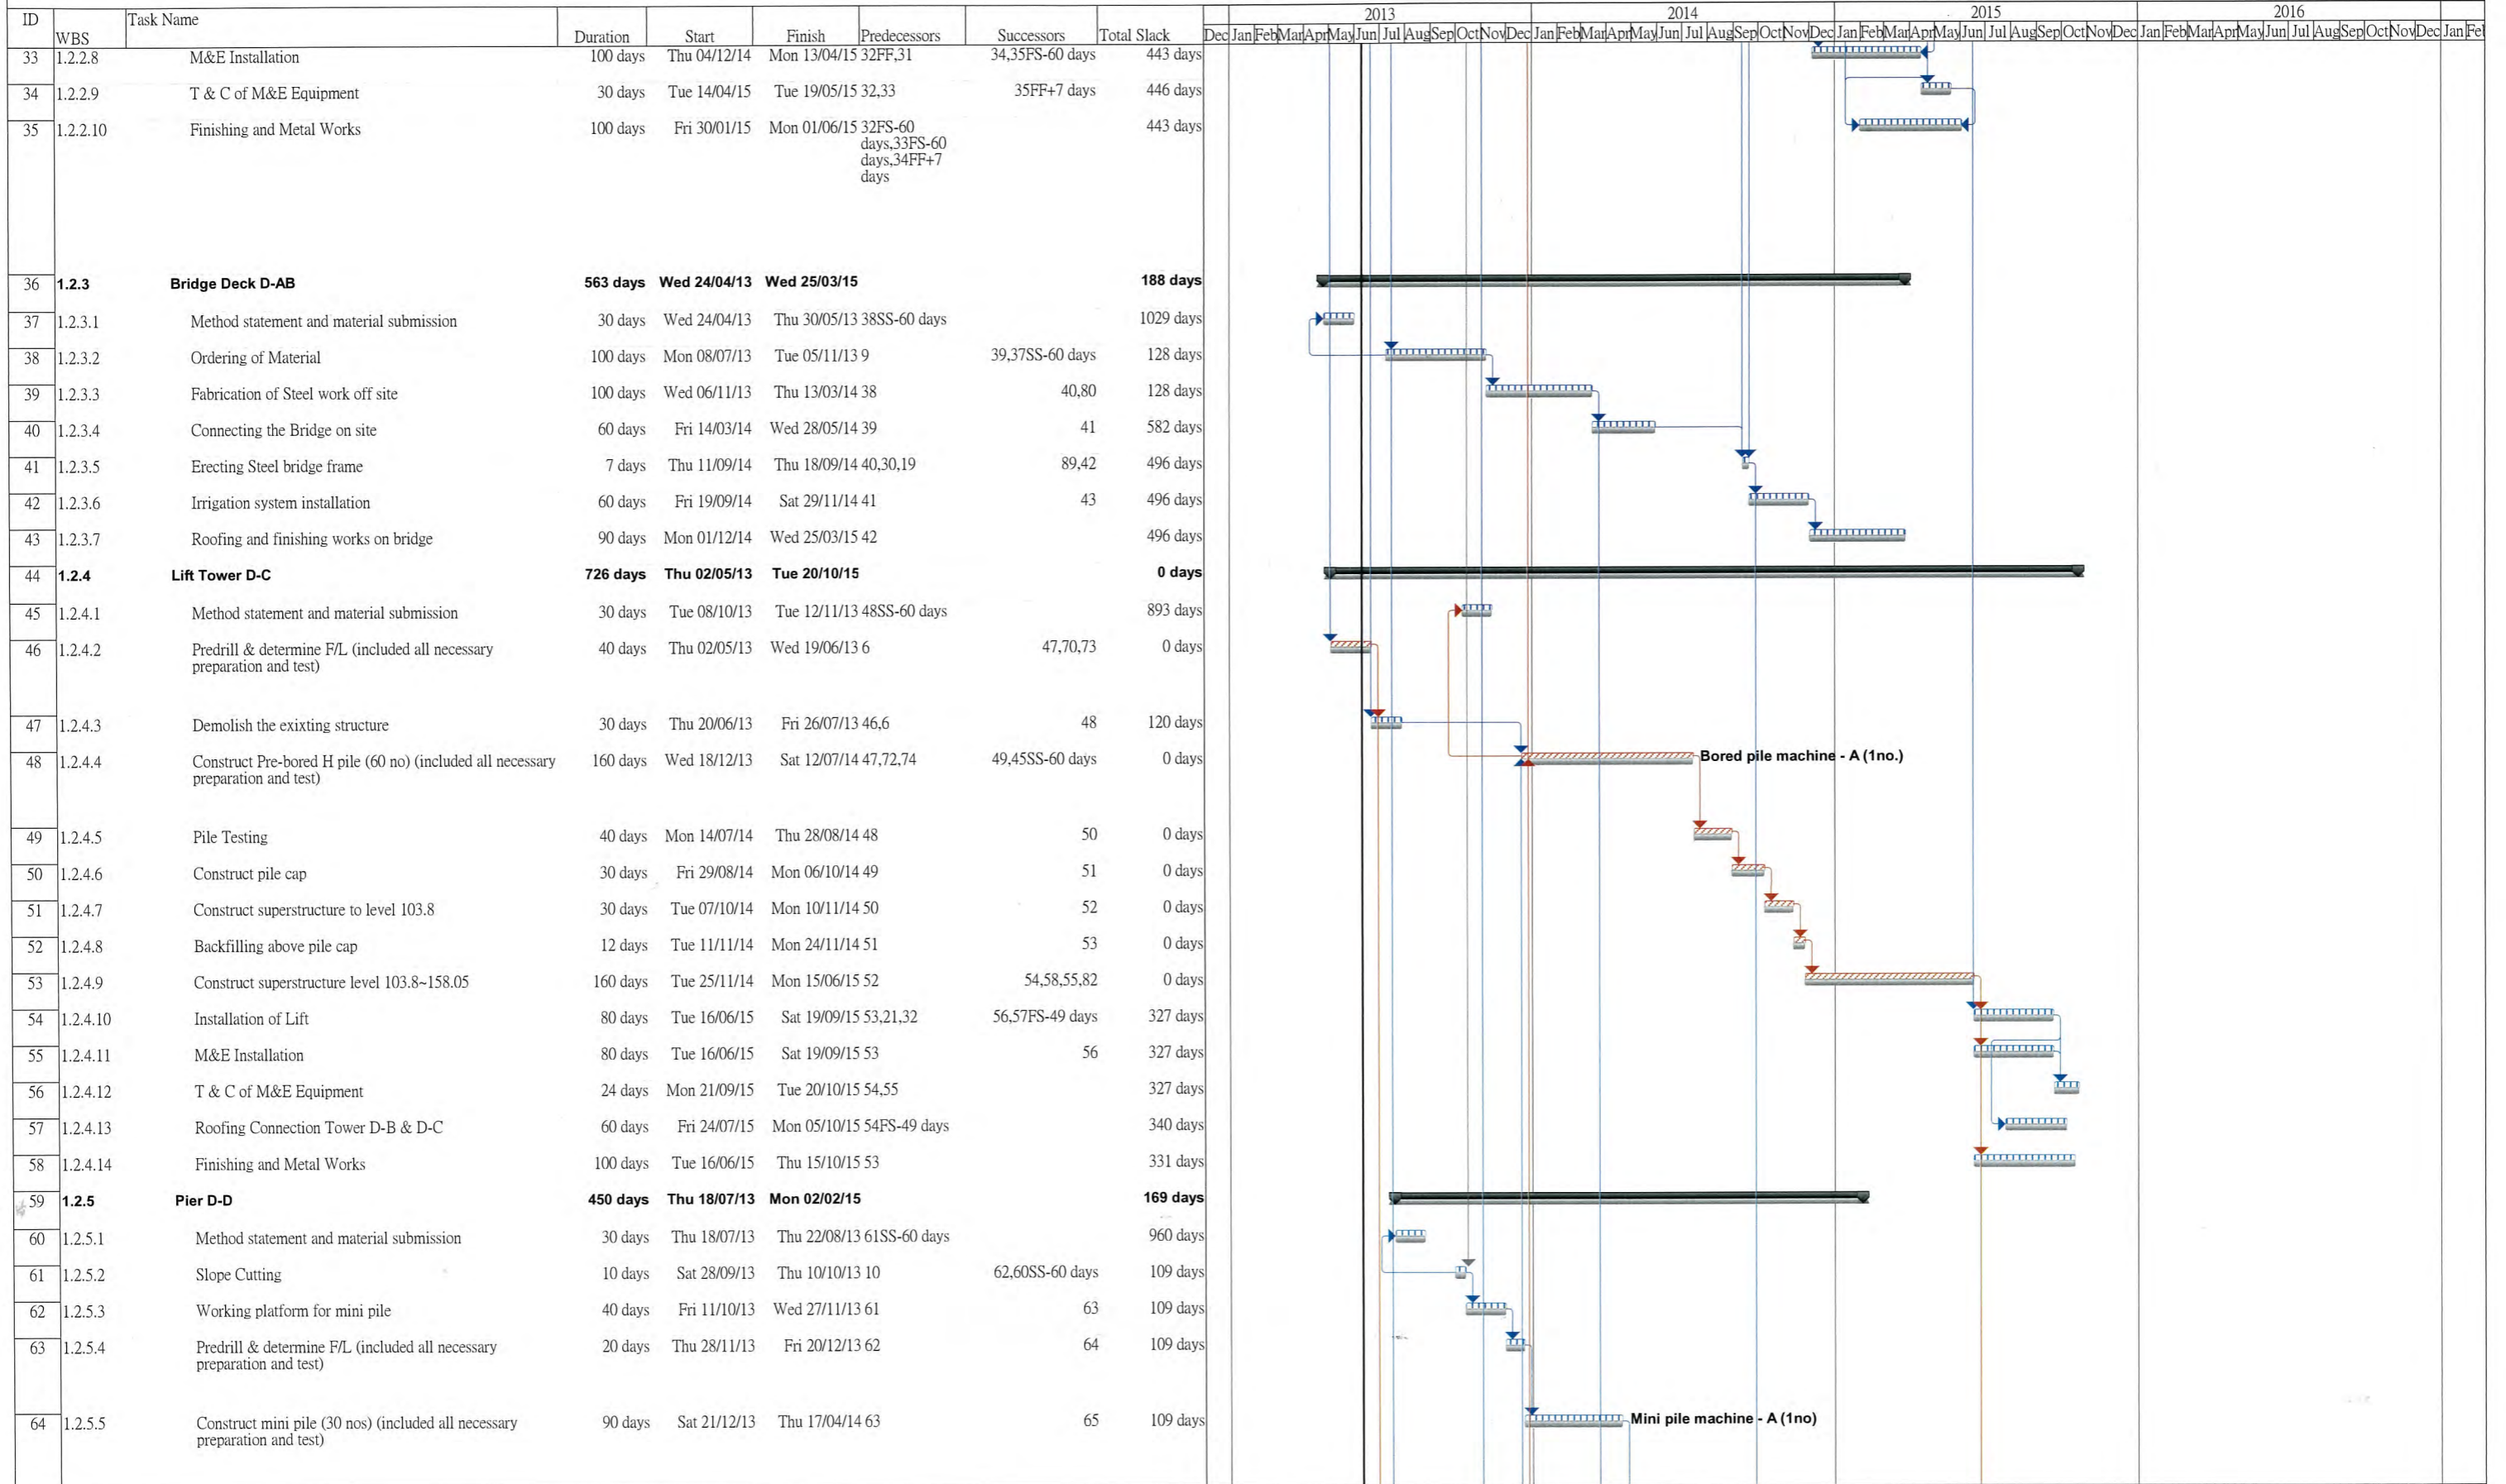 ID WBS Task Name Duration Start Finish Predecessors Successors Total Slack
2013 2014 2015 2016
Dec Jan Feb Mar Apr May Jun Jul Aug Sep Oct Nov Dec Jan Feb Mar Apr May Jun Jul Aug Sep Oct Nov Dec Jan Feb Mar Apr May Jun Jul Aug Sep Oct Nov Dec Jan Feb Mar Apr May Jun Jul Aug Sep Oct Nov Dec Jan Fe
33 1.2.2.8 M&E Installation 100 days Thu 04/12/14 Mon 13/04/15 32FF,31 34,35FS-60 days 443 days
34 1.2.2.9 T & C of M&E Equipment 30 days Tue 14/04/15 Tue 19/05/15 32,33 35FF+7 days 446 days
35 1.2.2.10 Finishing and Metal Works 100 days Fri 30/01/15 Mon 01/06/15 32FS-60 443 days
days,33FS-60
days,34FF+7
days
36 1.2.3 Bridge Deck D-AB 563 days Wed 24/04/13 Wed 25/03/15 188 days
37 1.2.3.1 Method statement and material submission 30 days Wed 24/04/13 Thu 30/05/13 38SS-60 days 1029 days
38 1.2.3.2 Ordering of Material 100 days Mon 08/07/13 Tue 05/11/13 9 39,37SS-60 days 128 days
39 1.2.3.3 Fabrication of Steel work off site 100 days Wed 06/11/13 Thu 13/03/14 38 40,80 128 days
40 1.2.3.4 Connecting the Bridge on site 60 days Fri 14/03/14 Wed 28/05/14 39 41 582 days
41 1.2.3.5 Erecting Steel bridge frame 7 days Thu 11/09/14 Thu 18/09/14 40,30,19 89,42 496 days
42 1.2.3.6 Irrigation system installation 60 days Fri 19/09/14 Sat 29/11/14 41 43 496 days
43 1.2.3.7 Roofing and finishing works on bridge 90 days Mon 01/12/14 Wed 25/03/15 42 496 days
44 1.2.4 Lift Tower D-C 726 days Thu 02/05/13 Tue 20/10/15 0 days
45 1.2.4.1 Method statement and material submission 30 days Tue 08/10/13 Tue 12/11/13 48SS-60 days 893 days
46 1.2.4.2 Predrill & determine F/L (included all necessary 40 days Thu 02/05/13 Wed 19/06/13 6 47,70,73 0 days
preparation and test)
47 1.2.4.3 Demolish the exixting structure 30 days Thu 20/06/13 Fri 26/07/13 46,6 48 120 days
48 1.2.4.4 Construct Pre-bored H pile (60 no) (included all necessary 160 days Wed 18/12/13 Sat 12/07/14 47,72,74 49,45SS-60 days 0 days Bored pile machine - A (1no.)
preparation and test)
49 1.2.4.5 Pile Testing 40 days Mon 14/07/14 Thu 28/08/14 48 50 0 days
50 1.2.4.6 Construct pile cap 30 days Fri 29/08/14 Mon 06/10/14 49 51 0 days
51 1.2.4.7 Construct superstructure to level 103.8 30 days Tue 07/10/14 Mon 10/11/14 50 52 0 days
52 1.2.4.8 Backfilling above pile cap 12 days Tue 11/11/14 Mon 24/11/14 51 53 0 days
53 1.2.4.9 Construct superstructure level 103.8~158.05 160 days Tue 25/11/14 Mon 15/06/15 52 54,58,55,82 0 days
54 1.2.4.10 Installation of Lift 80 days Tue 16/06/15 Sat 19/09/15 53,21,32 56,57FS-49 days 327 days
55 1.2.4.11 M&E Installation 80 days Tue 16/06/15 Sat 19/09/15 53 56 327 days
56 1.2.4.12 T & C of M&E Equipment 24 days Mon 21/09/15 Tue 20/10/15 54,55 327 days
57 1.2.4.13 Roofing Connection Tower D-B & D-C 60 days Fri 24/07/15 Mon 05/10/15 54FS-49 days 340 days
58 1.2.4.14 Finishing and Metal Works 100 days Tue 16/06/15 Thu 15/10/15 53 331 days
59 1.2.5 Pier D-D 450 days Thu 18/07/13 Mon 02/02/15 169 days
60 1.2.5.1 Method statement and material submission 30 days Thu 18/07/13 Thu 22/08/13 61SS-60 days 960 days
61 1.2.5.2 Slope Cutting 10 days Sat 28/09/13 Thu 10/10/13 10 62,60SS-60 days 109 days
62 1.2.5.3 Working platform for mini pile 40 days Fri 11/10/13 Wed 27/11/13 61 63 109 days
63 1.2.5.4 Predrill & determine F/L (included all necessary 20 days Thu 28/11/13 Fri 20/12/13 62 64 109 days
preparation and test)
64 1.2.5.5 Construct mini pile (30 nos) (included all necessary 90 days Sat 21/12/13 Thu 17/04/14 63 65 109 days Mini pile machine - A (1no)
preparation and test)